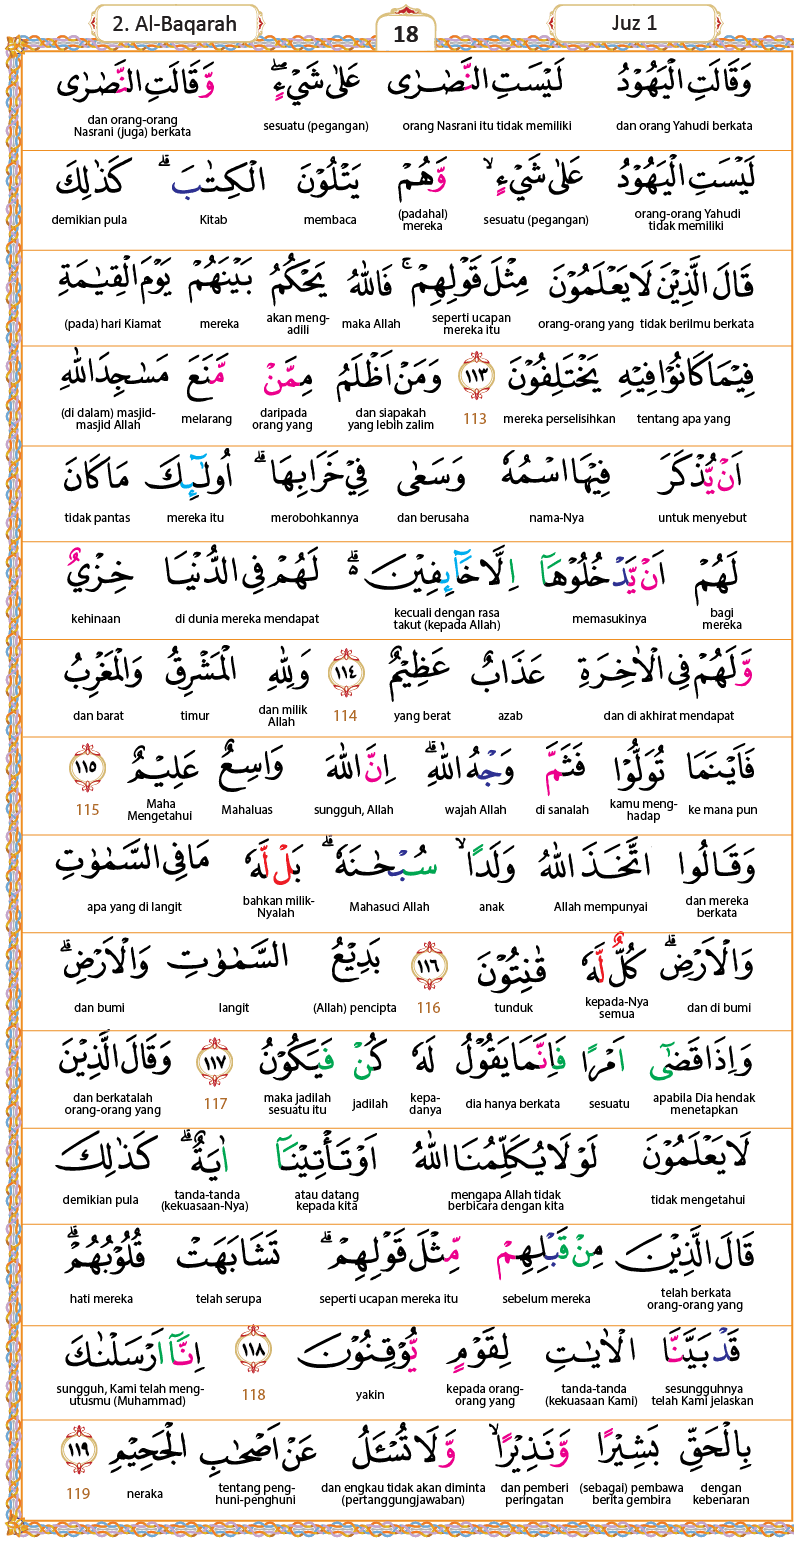 2. Al-Baqarah
18
Juz 1
وَقَالَتِ الْيَهُوْدُ لَيْسَتِ النَّصٰرٰى عَلٰى شَيْءٍۖ وَّقَالَتِ النَّصٰرٰى
dan orang Yahudi berkata
orang Nasrani itu tidak memiliki
sesuatu (pegangan)
dan orang-orang
Nasrani (juga) berkata
لَيْسَتِ الْيَهُوْدُ عَلٰى شَيْءٍۙ وَّهُمْ يَتْلُوْنَ الْكِتٰبَۗ كَذٰلِكَ
orang-orang Yahudi
tidak memiliki
sesuatu (pegangan)
(padahal)
mereka
membaca
Kitab
demikian pula
قَالَ الَّذِيْنَ لَا يَعْلَمُوْنَ مِثْلَ قَوْلِهِمْۚ فَاللّٰهُ يَحْكُمُ بَيْنَهُمْ يَوْمَ الْقِيٰمَةِ
orang-orang yang tidak berilmu berkata
seperti ucapan
mereka itu
maka Allah
akan meng-
adili
mereka
(pada) hari Kiamat
فِيْمَا كَانُوْا فِيْهِ يَخْتَلِفُوْنَ ١١٣ وَمَنْ اَظْلَمُ مِمَّنْ مَّنَعَ مَسٰجِدَ اللّٰهِ
tentang apa yang
mereka perselisihkan
113
dan siapakah
yang lebih zalim
daripada
orang yang
melarang
(di dalam) masjid-
masjid Allah
اَنْ يُّذْكَرَ فِيْهَا اسْمُهٗ وَسَعٰى فِيْ خَرَابِهَاۗ اُولٰۤىِٕكَ مَا كَانَ
untuk menyebut
nama-Nya
dan berusaha
merobohkannya
mereka itu
tidak pantas
لَهُمْ اَنْ يَّدْخُلُوْهَآ اِلَّا خَاۤىِٕفِيْنَ ەۗ لَهُمْ فِى الدُّنْيَا خِزْيٌ
bagi
mereka
memasukinya
kecuali dengan rasa
takut (kepada Allah)
di dunia mereka mendapat
kehinaan
وَّلَهُمْ فِى الْاٰخِرَةِ عَذَابٌ عَظِيْمٌ ١١٤ وَلِلّٰهِ الْمَشْرِقُ وَالْمَغْرِبُ
dan di akhirat mendapat
azab
yang berat
114
dan milik
Allah
timur
dan barat
فَاَيْنَمَا تُوَلُّوْا فَثَمَّ وَجْهُ اللّٰهِۗ اِنَّ اللّٰهَ وَاسِعٌ عَلِيْمٌ ١١٥
ke mana pun
kamu meng-
hadap
di sanalah
wajah Allah
sungguh, Allah
Mahaluas
Maha
Mengetahui
115
وَقَالُوا اتَّخَذَ اللّٰهُ وَلَدًاۙ سُبْحٰنَهٗۗ بَلْ لَّهٗ مَا فِى السَّمٰوٰتِ
dan mereka
berkata
Allah mempunyai
anak
Mahasuci Allah
bahkan milik-
Nyalah
apa yang di langit
وَالْاَرْضِۗ كُلٌّ لَّهٗ قٰنِتُوْنَ ١١٦ بَدِيْعُ السَّمٰوٰتِ وَالْاَرْضِۗ
dan di bumi
kepada-Nya
semua
tunduk
116
(Allah) pencipta
langit
dan bumi
وَاِذَا قَضٰٓى اَمْرًا فَاِنَّمَا يَقُوْلُ لَهٗ كُنْ فَيَكُوْنُ ١١٧ وَقَالَ الَّذِيْنَ
apabila Dia hendak
menetapkan
sesuatu
dia hanya berkata
kepa-
danya
jadilah
maka jadilah
sesuatu itu
117
dan berkatalah
orang-orang yang
لَا يَعْلَمُوْنَ لَوْلَا يُكَلِّمُنَا اللّٰهُ اَوْ تَأْتِيْنَآ اٰيَةٌۗ كَذٰلِكَ
tidak mengetahui
mengapa Allah tidak
berbicara dengan kita
atau datang
kepada kita
tanda-tanda
(kekuasaan-Nya)
demikian pula
قَالَ الَّذِيْنَ مِنْ قَبْلِهِمْ مِّثْلَ قَوْلِهِمْۗ تَشَابَهَتْ قُلُوْبُهُمْۗ
telah berkata
orang-orang yang
sebelum mereka
seperti ucapan mereka itu
telah serupa
hati mereka
قَدْ بَيَّنَّا الْاٰيٰتِ لِقَوْمٍ يُّوْقِنُوْنَ ١١٨ اِنَّآ اَرْسَلْنٰكَ
sesungguhnya
telah Kami jelaskan
tanda-tanda
(kekuasaan Kami)
kepada orang-
orang yang
yakin
118
sungguh, Kami telah meng-
utusmu (Muhammad)
بِالْحَقِّ بَشِيْرًا وَّنَذِيْرًاۙ وَّلَا تُسْـَٔلُ عَنْ اَصْحٰبِ الْجَحِيْمِ ١١٩
dengan
kebenaran
(sebagai) pembawa
berita gembira
dan pemberi
peringatan
dan engkau tidak akan diminta
(pertanggungjawaban)
tentang peng-
huni-penghuni
neraka
119